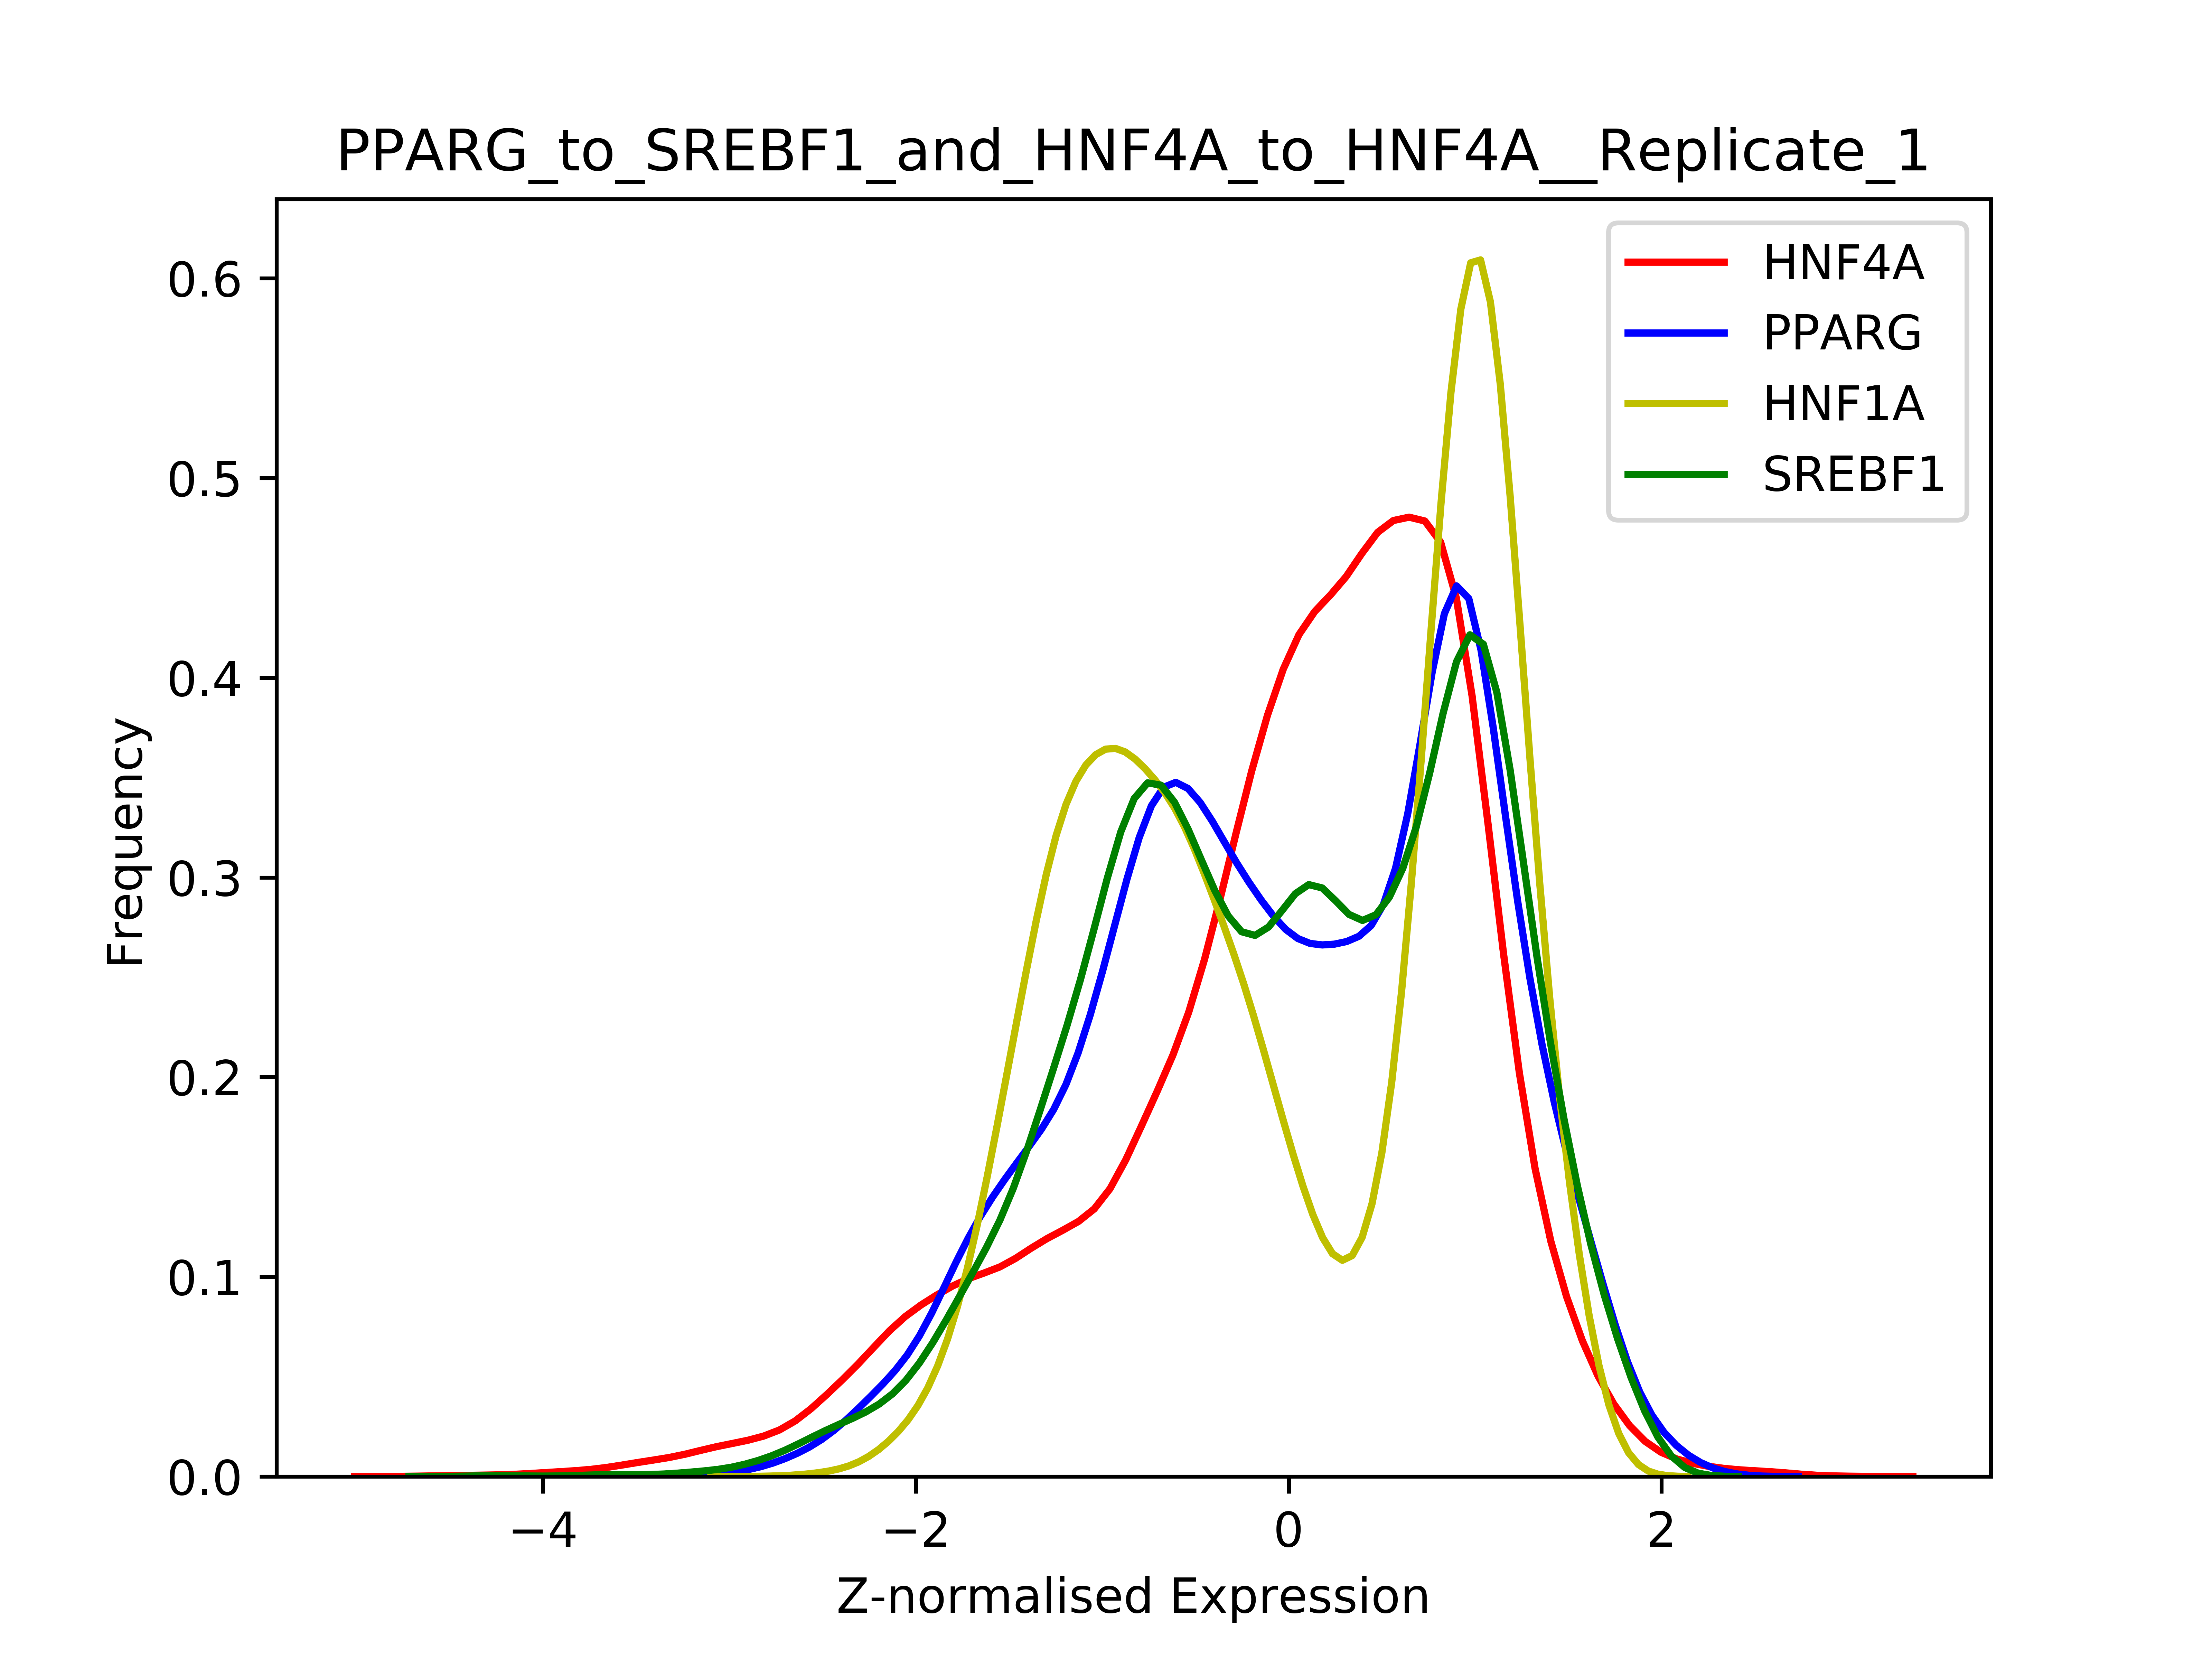 PPARG_to_SREBF1_and_HNF4A_to_HNF4A__Replicate_1
HNF4A
PPARG
HNF1A
SREBF1
Frequency
0.6
0.5
0.4
0.3
0.2
0.1
0.0
−4 −2 0 2
Z-normalised Expression